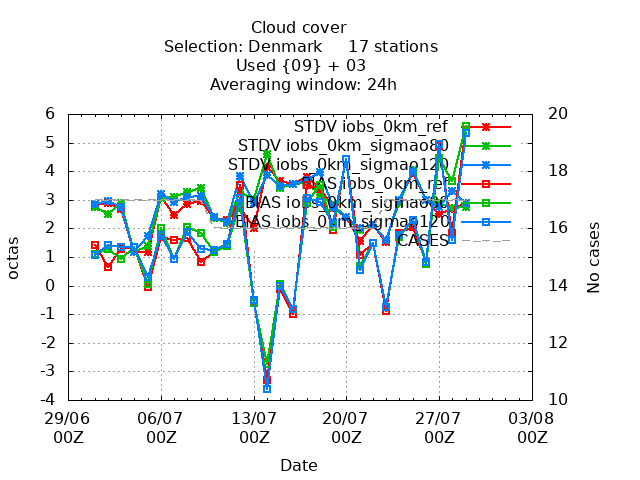 Cloud cover
Selection: Denmark 17 stations
Used {09} + 03
Averaging window: 24h
6
5
4
3
2
1
0
-1
-2
-3
-4
octas
20
18
16
14
12
10
No cases
STDV iobs_0km_ref
STDV iobs_0km_sigmao80
STDV iobs_0km_sigmao120
BIAS iobs_0km_ref
BIAS iobs_0km_sigmao80
BIAS iobs_0km_sigmao120
CASES
29/06 06/07 13/07 20/07 27/07 03/08
00Z 00Z 00Z 00Z 00Z 00Z
Date